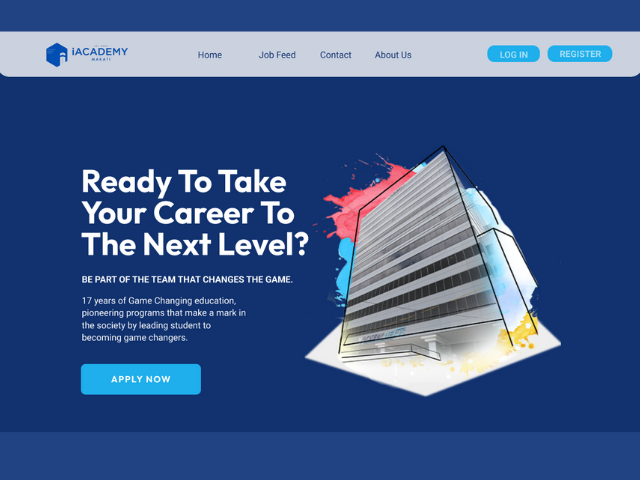 iACADEMY
MAKATI
Home
Job Feed
Contact
About Us
LOG IN
REGISTER
Ready To Take
Your Career To
The Next Level?
BE PART OF THE TEAM THAT CHANGES THE GAME.
17 years of Game Changing education,
pioneering programs that make a mark in
the society by leading student to
becoming game changers.
APPLY NOW